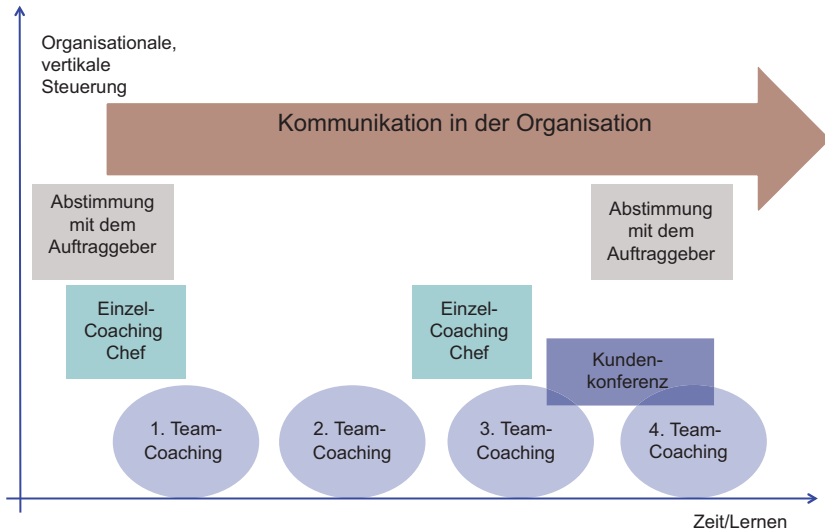 Organisationale,
vertikale
Steuerung
Kommunikation in der Organisation
Abstimmung
mit dem
Auftraggeber
Abstimmung
mit dem
Auftraggeber
Einzel-
Coaching
Chef
Einzel-
Coaching
Chef
Kunden-
konferenz
1. Team-
Coaching
2. Team-
Coaching
3. Team-
Coaching
4. Team-
Coaching
Zeit/Lernen